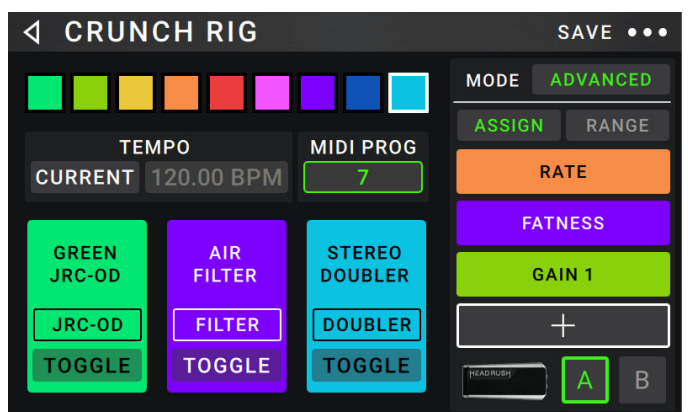 CRUNCH RIG
SAVE
MODE ADVANCED
ASSIGN RANGE
TEMPO
CURRENT 120.00 BPM
MIDI PROG
7
RATE
FATNESS
GAIN 1
GREEN
JRC-OD
JRC-OD
TOGGLE
AIR
FILTER
FILTER
TOGGLE
STEREO
DOUBLER
DOUBLER
TOGGLE
+
HEADRUSH
A B